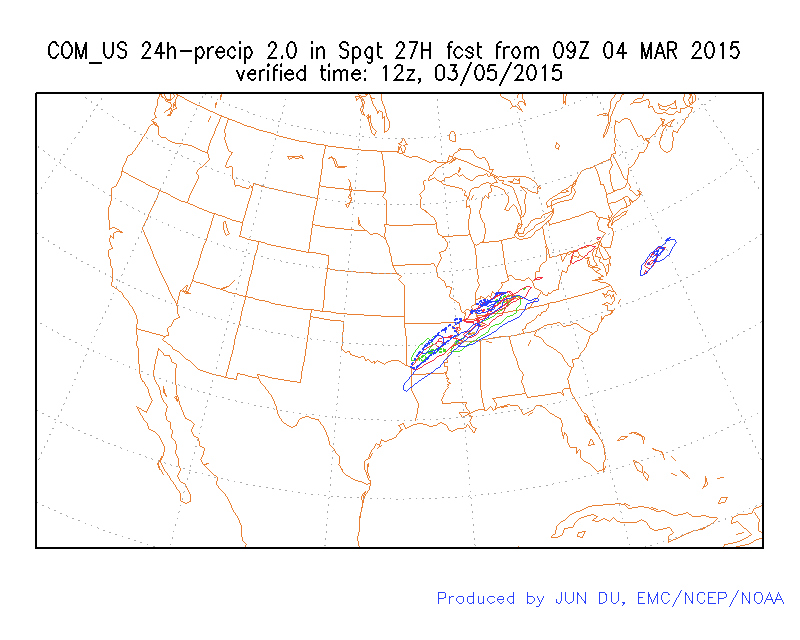 COM_US 24h-precip 2.0 in Spgt 27H fcst from 09Z 04 MAR 2015
verified time: 12z, 03/05/2015
Produced by JUN DU, EMC/NCEP/NOAA